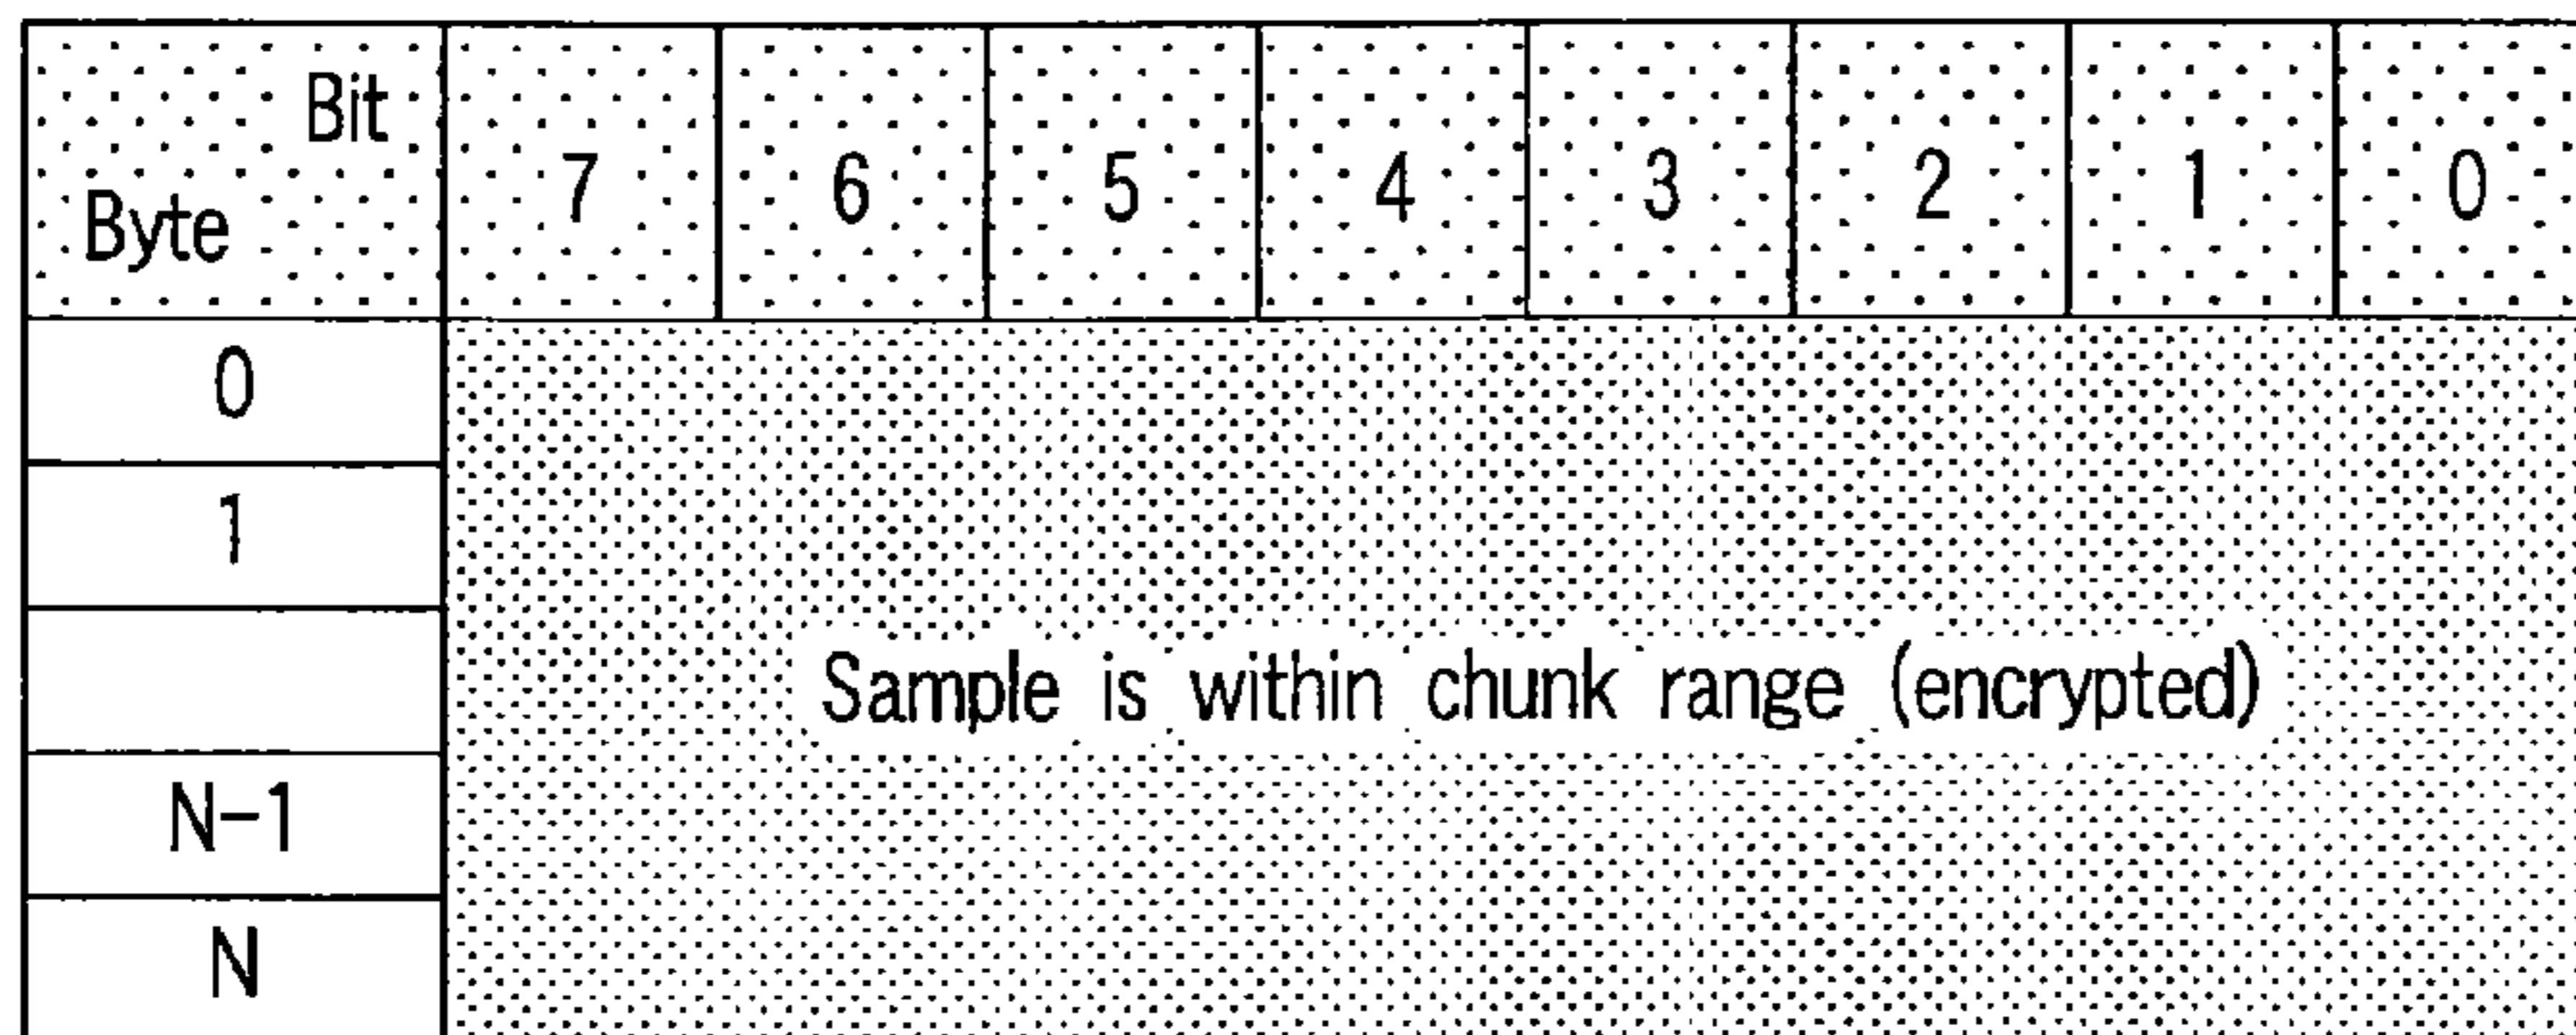 Bit
Byte 7 6 5 4 3 2 1 0
0
1
Sample is within chunk range (encrypted)
N-1
N